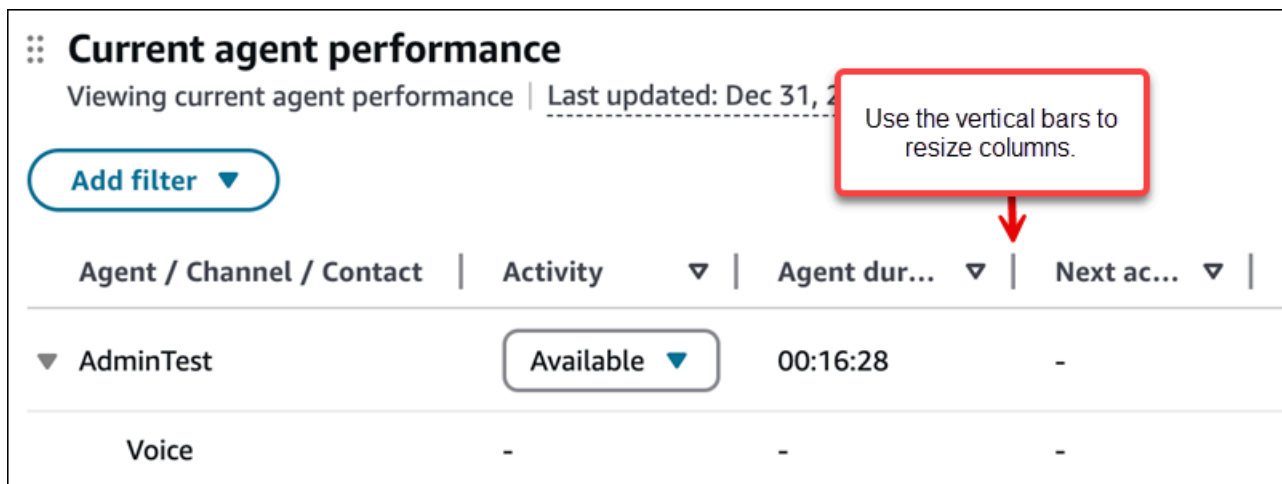 Current agent performance
Viewing current agent performance | Last updated: Dec 31, 2
Use the vertical bars to
resize columns.
Add filter
Agent / Channel / Contact | Activity | Agent dur... | Next ac... |
AdminTest Available 00:16:28 -
Voice - - -